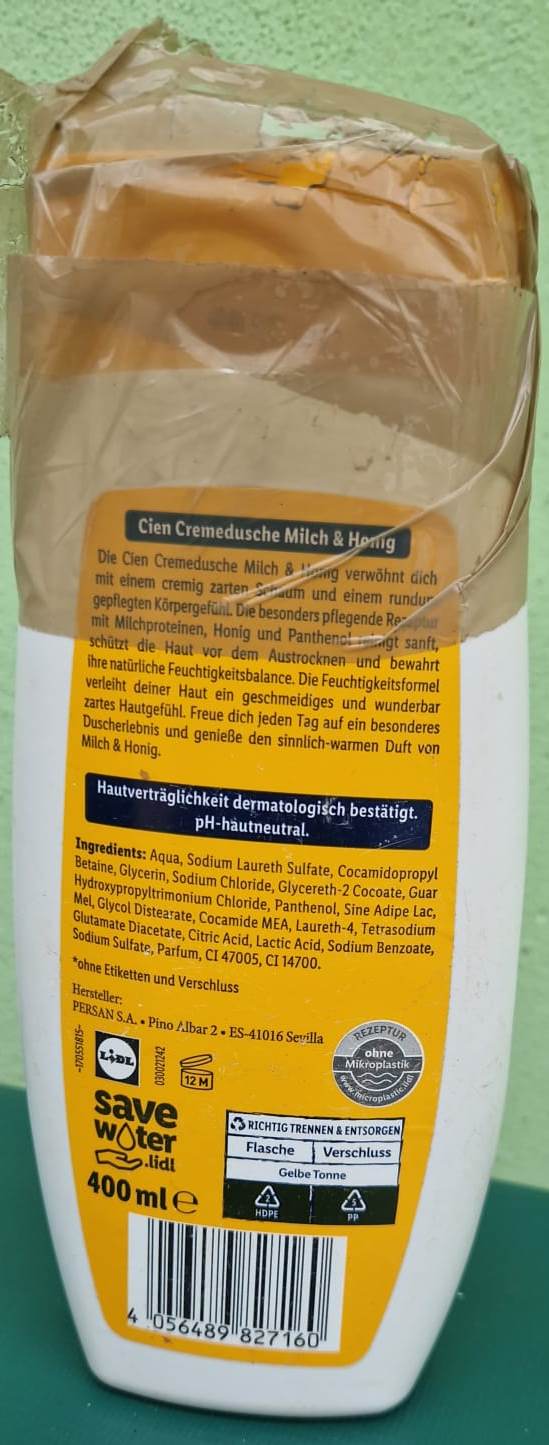 Cien Cremedusche Milch & Honig
Die Cien Cremedusche Milch & Honig verwöhnt dich
mit einem cremig zarten Schaum und einem rundum
gepflegten Körpergefühl. Die besonders pflegende Rezeptur
mit Milchproteinen, Honig und Panthenol reinigt sanft,
schützt die Haut vor dem Austrocknen und bewahrt
ihre natürliche Feuchtigkeitsbalance. Die Feuchtigkeitsformel
verleiht deiner Haut ein geschmeidiges und wunderbar
zartes Hautgefühl. Freue dich jeden Tag auf ein besonderes
Duscherlebnis und genieße den sinnlich-warmen Duft von
Milch & Honig.
Hautverträglichkeit dermatologisch bestätigt.
pH-hautneutral.
Ingredients: Aqua, Sodium Laureth Sulfate, Cocamidopropyl
Betaine, Glycerin, Sodium Chloride, Glycereth-2 Cocoate, Guar
Hydroxypropyltrimonium Chloride, Panthenol, Sine Adipe Lac,
Mel, Glycol Distearate, Cocamide MEA, Laureth-4, Tetrasodium
Glutamate Diacetate, Citric Acid, Lactic Acid, Sodium Benzoate,
Sodium Sulfate, Parfum, CI 47005, CI 14700.
*ohne Etiketten und Verschluss
Hersteller:
PERSAN S.A. • Pino Albar 2 • ES-41016 Sevilla
-170551815-
LIDL
030021242
12 M
REZEPTUR
ohne
Mikroplastik
www.microplastic.lidl
save
water
.lidl
400 ml e
RICHTIG TRENNEN & ENTSORGEN
Flasche Verschluss
Gelbe Tonne
2 5
HDPE PP
4 056489 827160